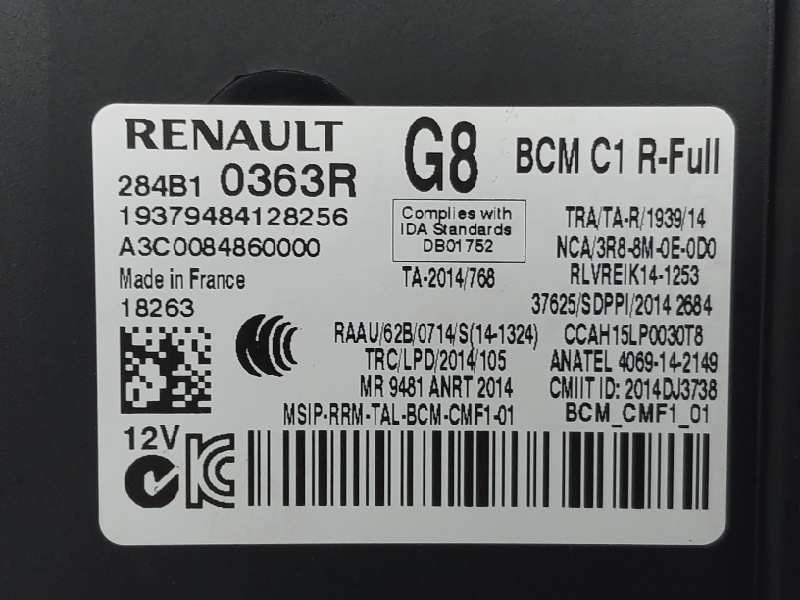 RENAULT G8 BCM C1 R-Full
284B1 0363R
19379484128256
A3C0084860000
Made in France
18263
Complies with
IDA Standards
DB01752
TA-2014/768
TRA/TA-R/1939/14
NCA/3R8-8M-0E-0D0
RLVREIK14-1253
37625/SDPPI/2014 2684
RAAU/62B/0714/S(14-1324) CCAH15LP0030T8
TRC/LPD/2014/105 ANATEL 4069-14-2149
MR 9481 ANRT 2014 CMIIT ID: 2014DJ3738
MSIP-RRM-TAL-BCM-CMF1-01 BCM_CMF1_01
12V